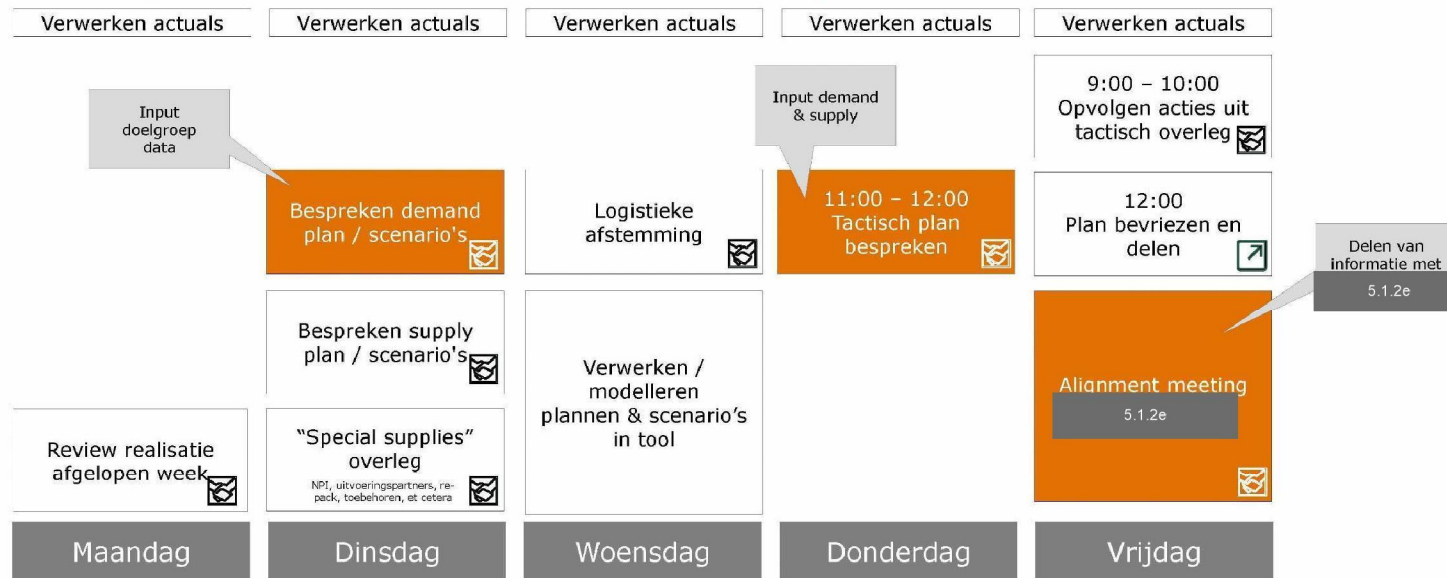 Verwerken actuals
Verwerken actuals
Verwerken actuals
Verwerken actuals
Verwerken actuals
Input
doelgroep
data
Input demand
& supply
9:00 – 10:00
Opvolgen acties uit
tactisch overleg
Bespreken demand
plan / scenario's
Logistieke
afstemming
11:00 – 12:00
Tactisch plan
bespreken
12:00
Plan bevriezen en
delen
Delen van
informatie met
5.1.2e
Bespreken supply
plan / scenario's
Verwerken /
modelleren
plannen & scenario’s
in tool
Alignment meeting
5.1.2e
Review realisatie
afgelopen week
“Special supplies”
overleg
NPI, uitvoeringspartners, re-
pack, toebehoren, et cetera
Maandag
Dinsdag
Woensdag
Donderdag
Vrijdag